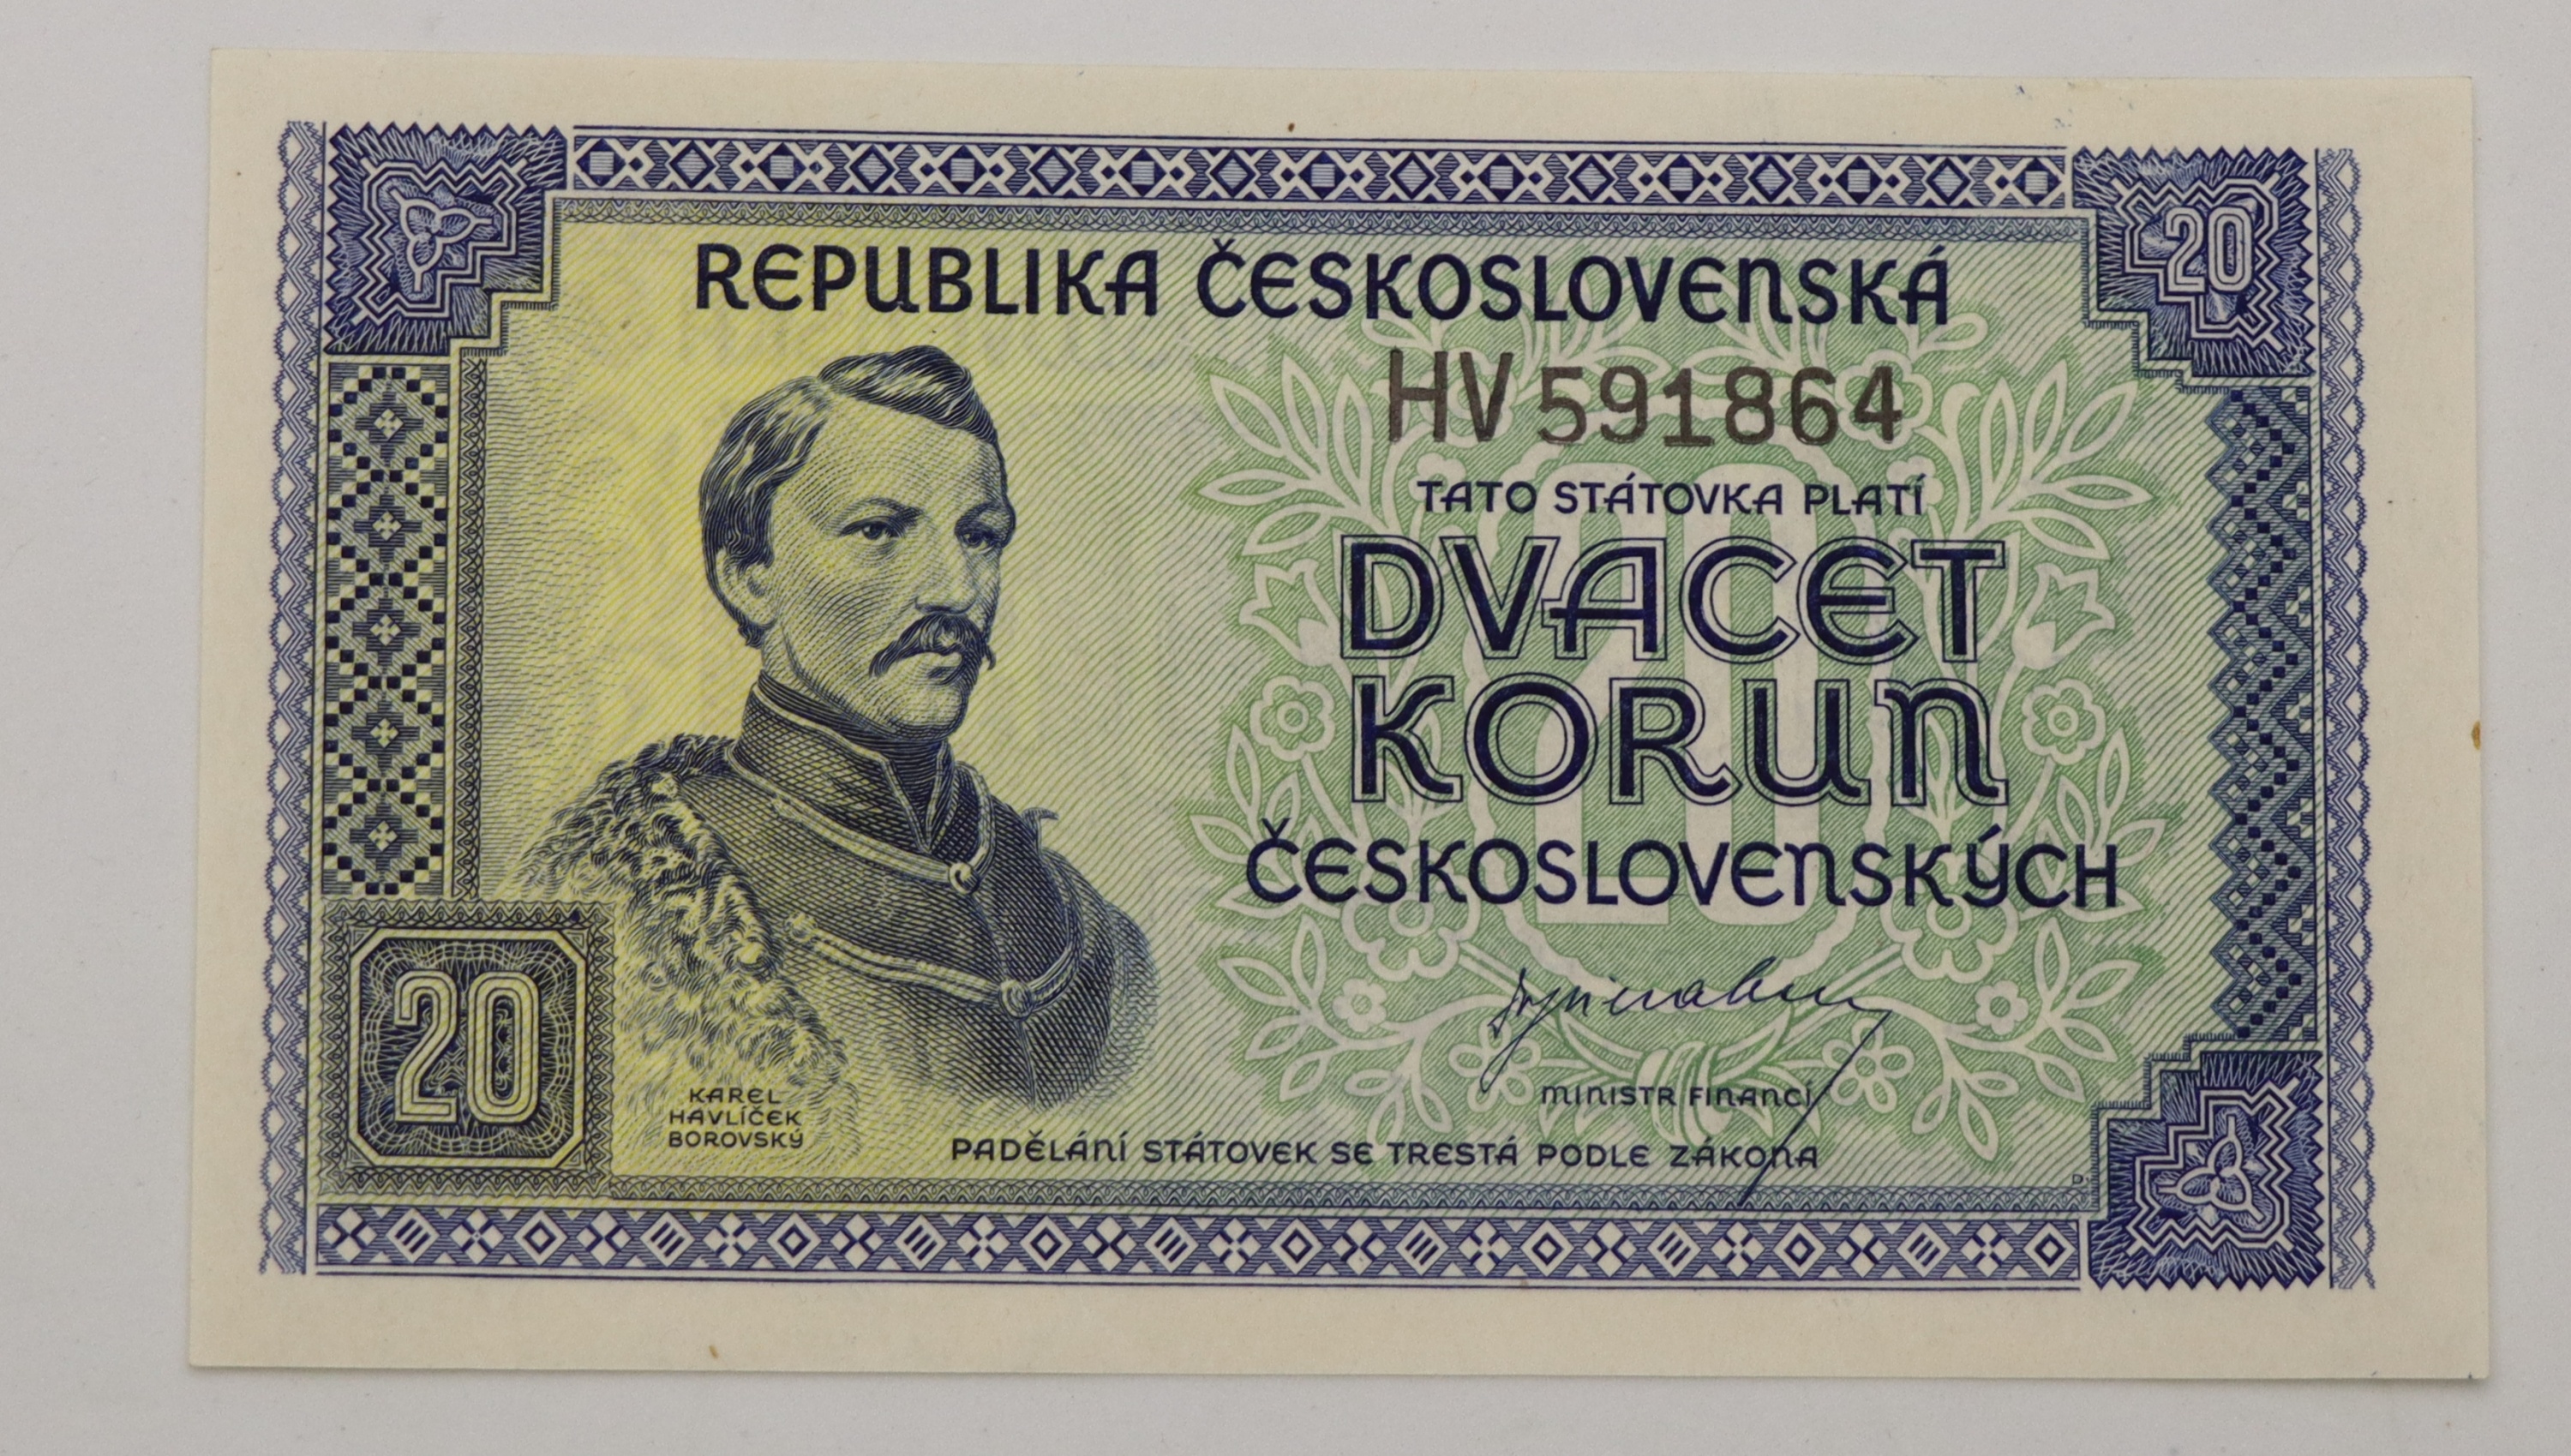 20
REPUBLIKA ČESKOSLOVENSKÁ
HV 591864
TATO STÁTOVKA PLATÍ
DVACET
KORUN
ČESKOSLOVENSKÝCH
20
KAREL
HAVLÍČEK
BOROVSKÝ
MINISTR FINANCÍ
PADĚLÁNÍ STÁTOVEK SE TRESTÁ PODLE ZÁKONA
D
20